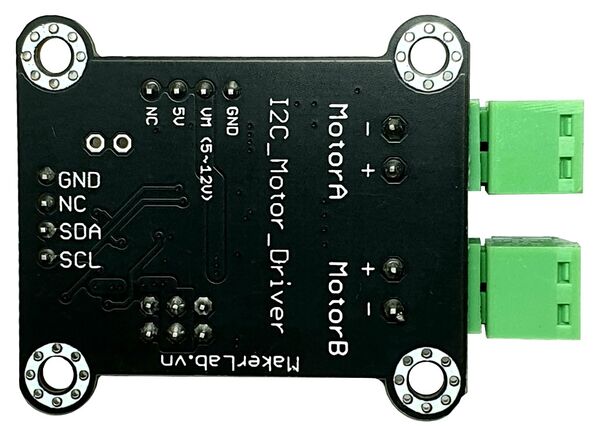 NC
5V
VM (5~12V)
GND
I2C_Motor_Driver
MotorA
-
+
MotorB
+
-
GND
NC
SDA
SCL
MakerLab.vn